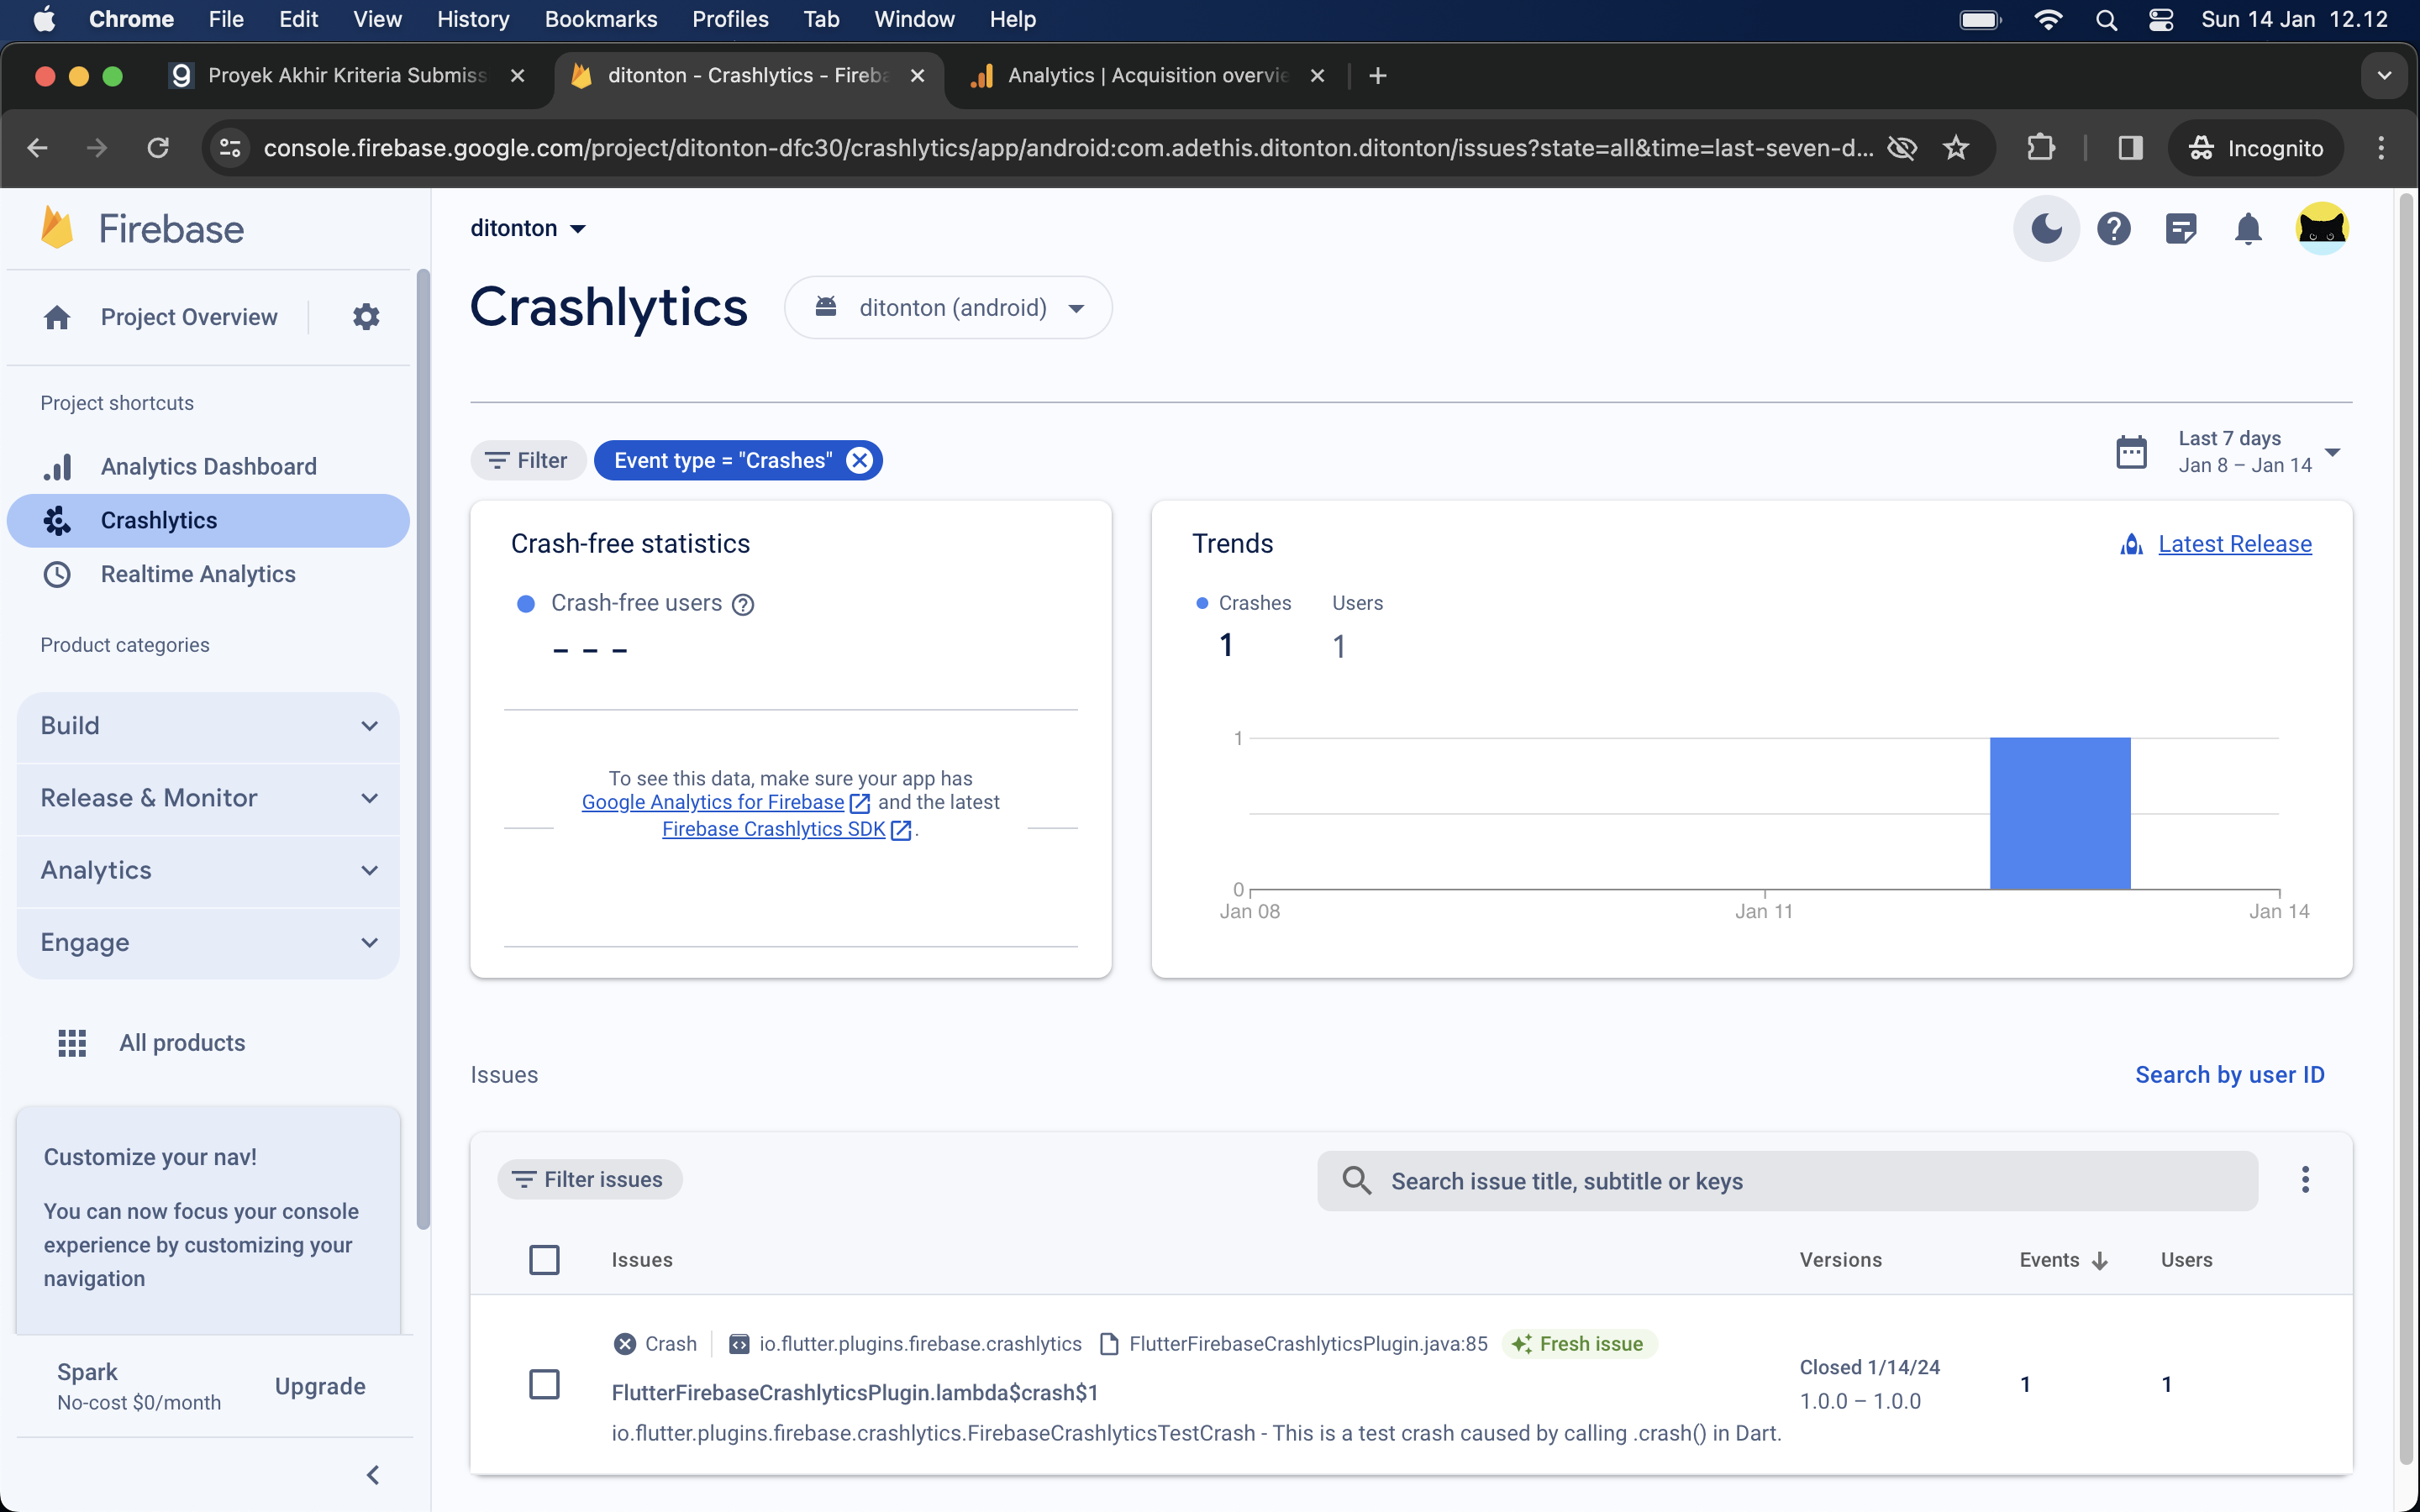 Chrome File Edit View History Bookmarks Profiles Tab Window Help Sun 14 Jan 12.12
Proyek Akhir Kriteria Submiss ditonton - Crashlytics - Fireba Analytics | Acquisition overvie
console.firebase.google.com/project/ditonton-dfc30/crashlytics/app/android:com.adethis.ditonton.ditonton/issues?state=all&time=last-seven-d... Incognito
Firebase
Project Overview
Project shortcuts
Analytics Dashboard
Crashlytics
Realtime Analytics
Product categories
Build
Release & Monitor
Analytics
Engage
All products
Customize your nav!
You can now focus your console
experience by customizing your
navigation
Spark
No-cost $0/month
Upgrade
ditonton
Crashlytics
ditonton (android)
Filter
Event type = "Crashes"
Last 7 days
Jan 8 – Jan 14
Crash-free statistics
Crash-free users
– – –
To see this data, make sure your app has
Google Analytics for Firebase and the latest
Firebase Crashlytics SDK .
Trends
Latest Release
Crashes Users
1 1
1
0
Jan 08 Jan 11 Jan 14
Issues
Search by user ID
Filter issues
Search issue title, subtitle or keys
Issues Versions Events Users
Crash io.flutter.plugins.firebase.crashlytics FlutterFirebaseCrashlyticsPlugin.java:85 Fresh issue
FlutterFirebaseCrashlyticsPlugin.lambda$crash$1
io.flutter.plugins.firebase.crashlytics.FirebaseCrashlyticsTestCrash - This is a test crash caused by calling .crash() in Dart.
Closed 1/14/24
1.0.0 – 1.0.0
1
1